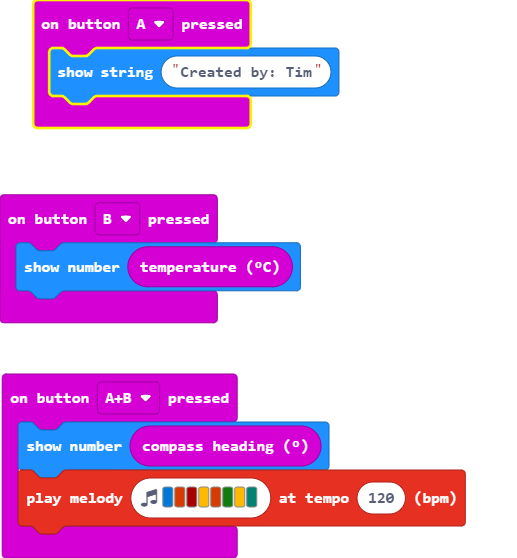 on button A pressed
show string "Created by: Tim"
on button B pressed
show number temperature (ºC)
on button A+B pressed
show number compass heading (º)
play melody at tempo 120 (bpm)